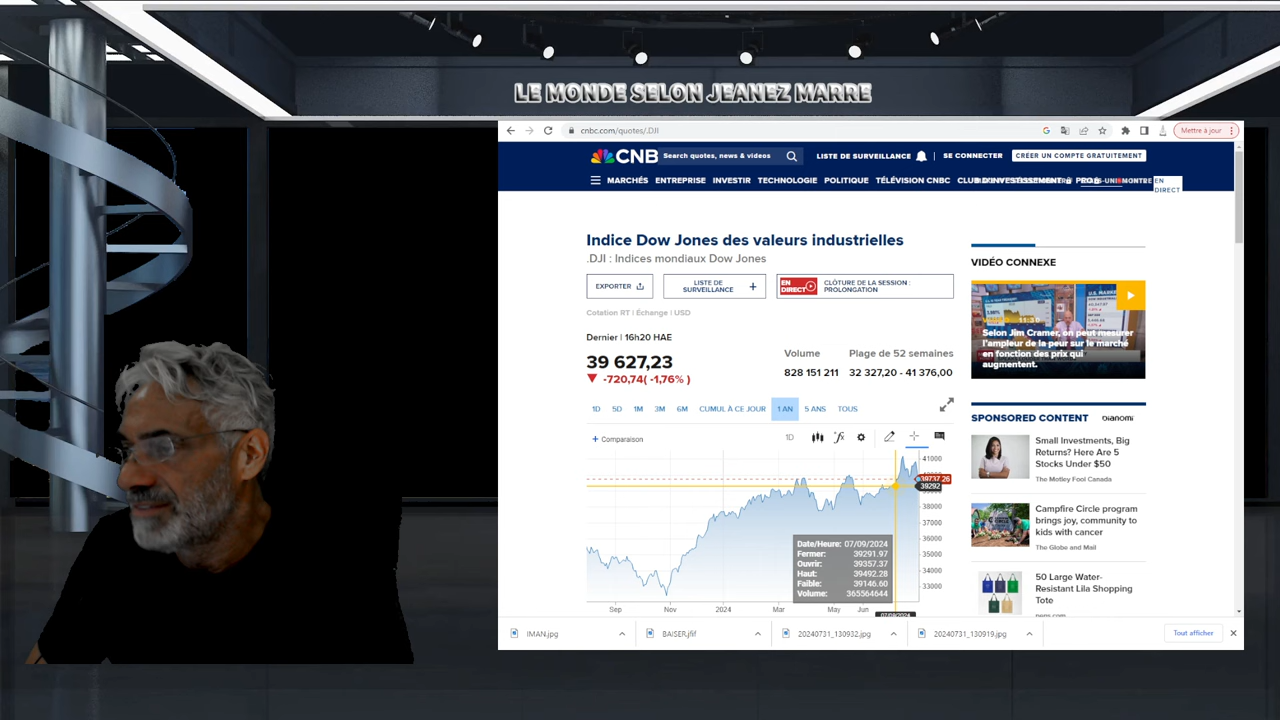 LE MONDE SELON JEANEZ MARRE
cnbc.com/quotes/.DJI
Mettre à jour
CNB
Search quotes, news & videos
LISTE DE SURVEILLANCE
SE CONNECTER
CRÉER UN COMPTE GRATUITEMENT
MARCHÉS ENTREPRISE INVESTIR TECHNOLOGIE POLITIQUE TÉLÉVISION CNBC
EN
DIRECT
Indice Dow Jones des valeurs industrielles
.DJI : Indices mondiaux Dow Jones
EXPORTER
LISTE DE
SURVEILLANCE
EN
DIRECT
CLÔTURE DE LA SESSION :
PROLONGATION
Cotation RT | Échange | USD
Dernier | 16h20 HAE
39 627,23
-720,74( -1,76% )
Volume
828 151 211
Plage de 52 semaines
32 327,20 - 41 376,00
1D 5D 1M 3M 6M CUMUL À CE JOUR 1 AN 5 ANS TOUS
+ Comparaison
1D
41000
39737.26
39292
38000
37000
36000
35000
34000
33000
Date/Heure: 07/09/2024
Fermer: 39291.97
Ouvrir: 39357.37
Haut: 39492.28
Faible: 39146.60
Volume: 365564644
Sep Nov 2024 Mar May Jun
VIDÉO CONNEXE
Selon Jim Cramer, on peut mesurer
l'ampleur de la peur sur le marché
en fonction des prix qui
augmentent.
SPONSORED CONTENT
DIANOMI
Small Investments, Big
Returns? Here Are 5
Stocks Under $50
The Motley Fool Canada
Campfire Circle program
brings joy, community to
kids with cancer
The Globe and Mail
50 Large Water-
Resistant Lila Shopping
Tote
IMAN.jpg
BAISER.jfif
20240731_130932.jpg
20240731_130919.jpg
Tout afficher